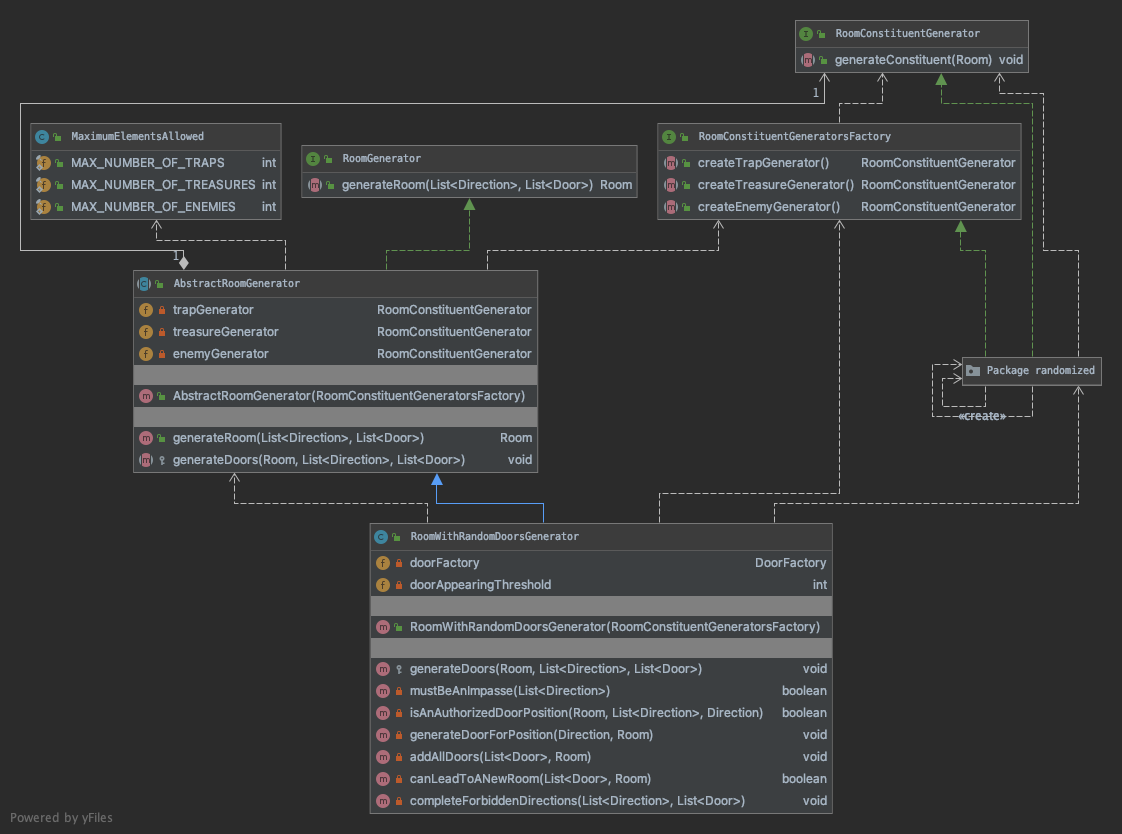 RoomConstituentGenerator
generateConstituent(Room) void
1
MaximumElementsAllowed
MAX_NUMBER_OF_TRAPS int
MAX_NUMBER_OF_TREASURES int
MAX_NUMBER_OF_ENEMIES int
RoomGenerator
generateRoom(List<Direction>, List<Door>) Room
RoomConstituentGeneratorsFactory
createTrapGenerator() RoomConstituentGenerator
createTreasureGenerator() RoomConstituentGenerator
createEnemyGenerator() RoomConstituentGenerator
1
AbstractRoomGenerator
trapGenerator RoomConstituentGenerator
treasureGenerator RoomConstituentGenerator
enemyGenerator RoomConstituentGenerator
AbstractRoomGenerator(RoomConstituentGeneratorsFactory)
generateRoom(List<Direction>, List<Door>) Room
generateDoors(Room, List<Direction>, List<Door>) void
Package randomized
«create»
RoomWithRandomDoorsGenerator
doorFactory DoorFactory
doorAppearingThreshold int
RoomWithRandomDoorsGenerator(RoomConstituentGeneratorsFactory)
generateDoors(Room, List<Direction>, List<Door>) void
mustBeAnImpasse(List<Direction>) boolean
isAnAuthorizedDoorPosition(Room, List<Direction>, Direction) boolean
generateDoorForPosition(Direction, Room) void
addAllDoors(List<Door>, Room) void
canLeadToANewRoom(List<Door>, Room) boolean
completeForbiddenDirections(List<Direction>, List<Door>) void
Powered by yFiles